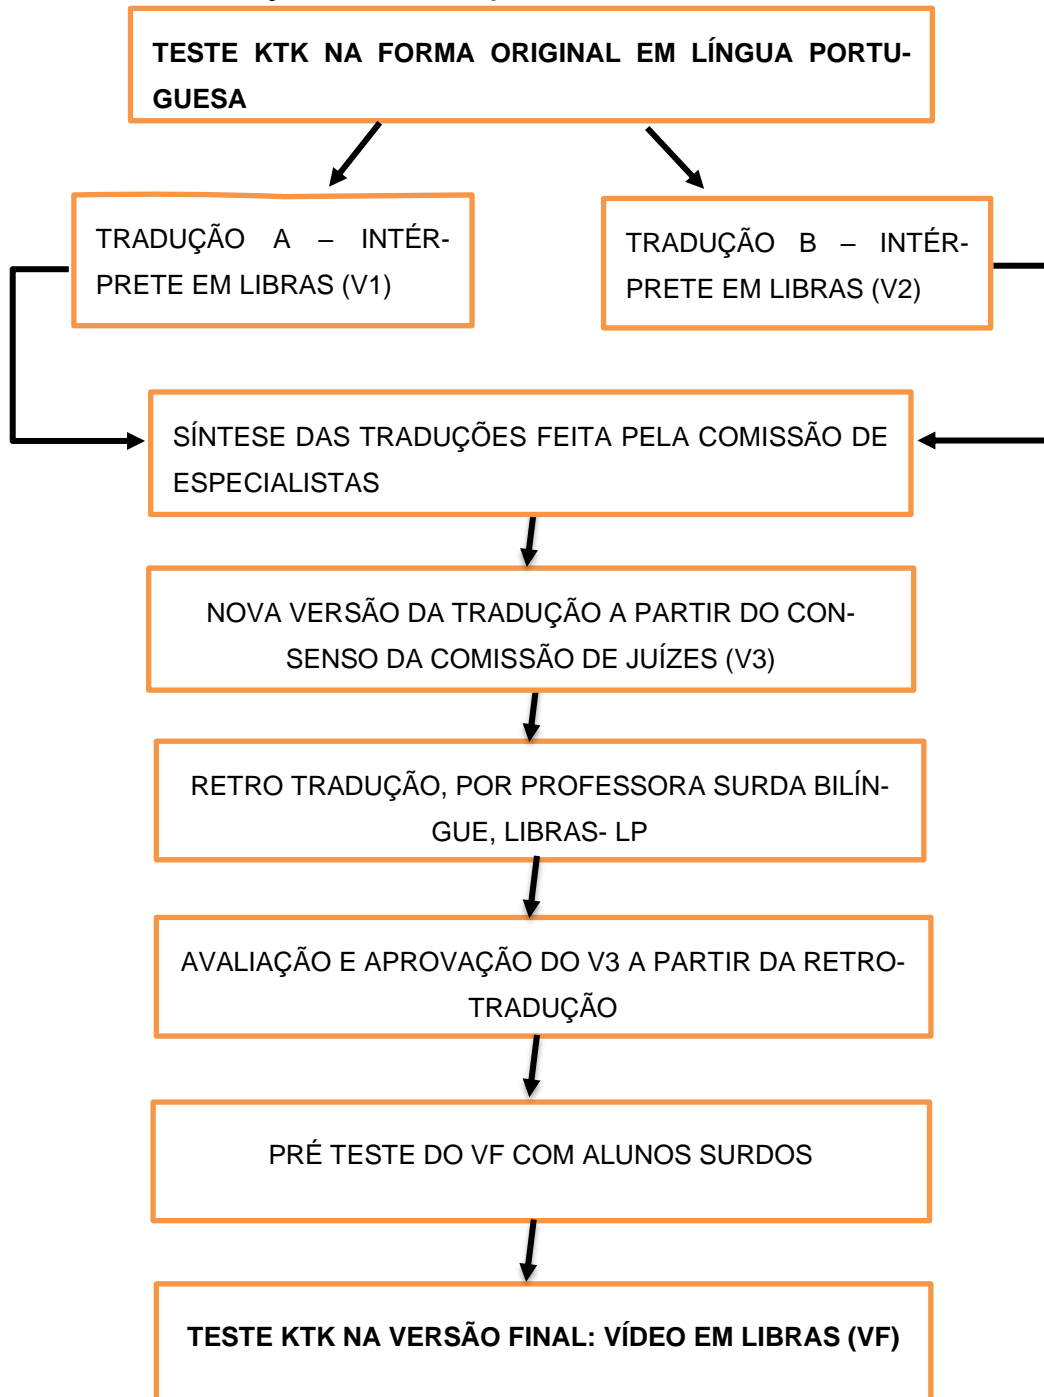 TESTE KTK NA FORMA ORIGINAL EM LÍNGUA PORTU-
GUESA
TRADUÇÃO A – INTÉR-
PRETE EM LIBRAS (V1)
TRADUÇÃO B – INTÉR-
PRETE EM LIBRAS (V2)
SÍNTESE DAS TRADUÇÕES FEITA PELA COMISSÃO DE
ESPECIALISTAS
NOVA VERSÃO DA TRADUÇÃO A PARTIR DO CON-
SENSO DA COMISSÃO DE JUÍZES (V3)
RETRO TRADUÇÃO, POR PROFESSORA SURDA BILÍN-
GUE, LIBRAS- LP
AVALIAÇÃO E APROVAÇÃO DO V3 A PARTIR DA RETRO-
TRADUÇÃO
PRÉ TESTE DO VF COM ALUNOS SURDOS
TESTE KTK NA VERSÃO FINAL: VÍDEO EM LIBRAS (VF)